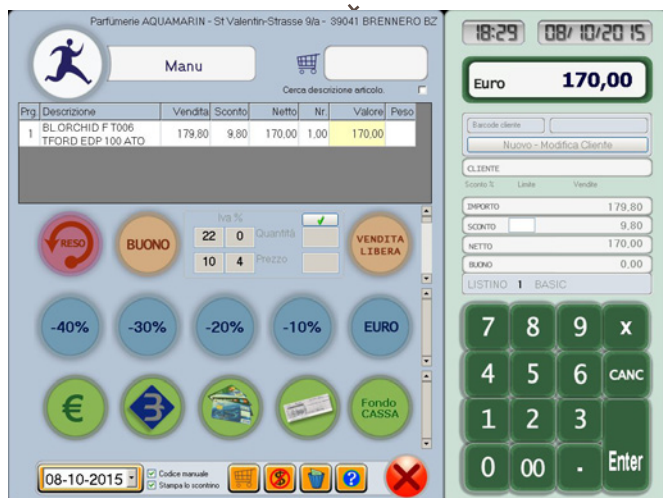 Parfümerie AQUAMARIN - St Valentin-Strasse 9/a - 39041 BRENNERO BZ
Manu
Cerca descrizione articolo.
Prg Descrizione Vendita Sconto Netto Nr. Valore Peso
1 BL.ORCHID F T006 179,80 9,80 170,00 1,00 170,00
TFORD EDP 100 ATO
RESO
BUONO
Iva %
22 0 Quantità
10 4 Prezzo
VENDITA
LIBERA
-40% -30% -20% -10% EURO
€ 3 Fondo
CASSA
08-10-2015
Codice manuale
Stampa lo scontrino
$ ?
18:29 08/10/2015
Euro 170,00
Barcode cliente
Nuovo - Modifica Cliente
CLIENTE
Sconto % Limite Vendite
IMPORTO 179,80
SCONTO 9,80
NETTO 170,00
BUONO 0,00
LISTINO 1 BASIC
7 8 9 X
4 5 6 CANC
1 2 3
0 00 . Enter